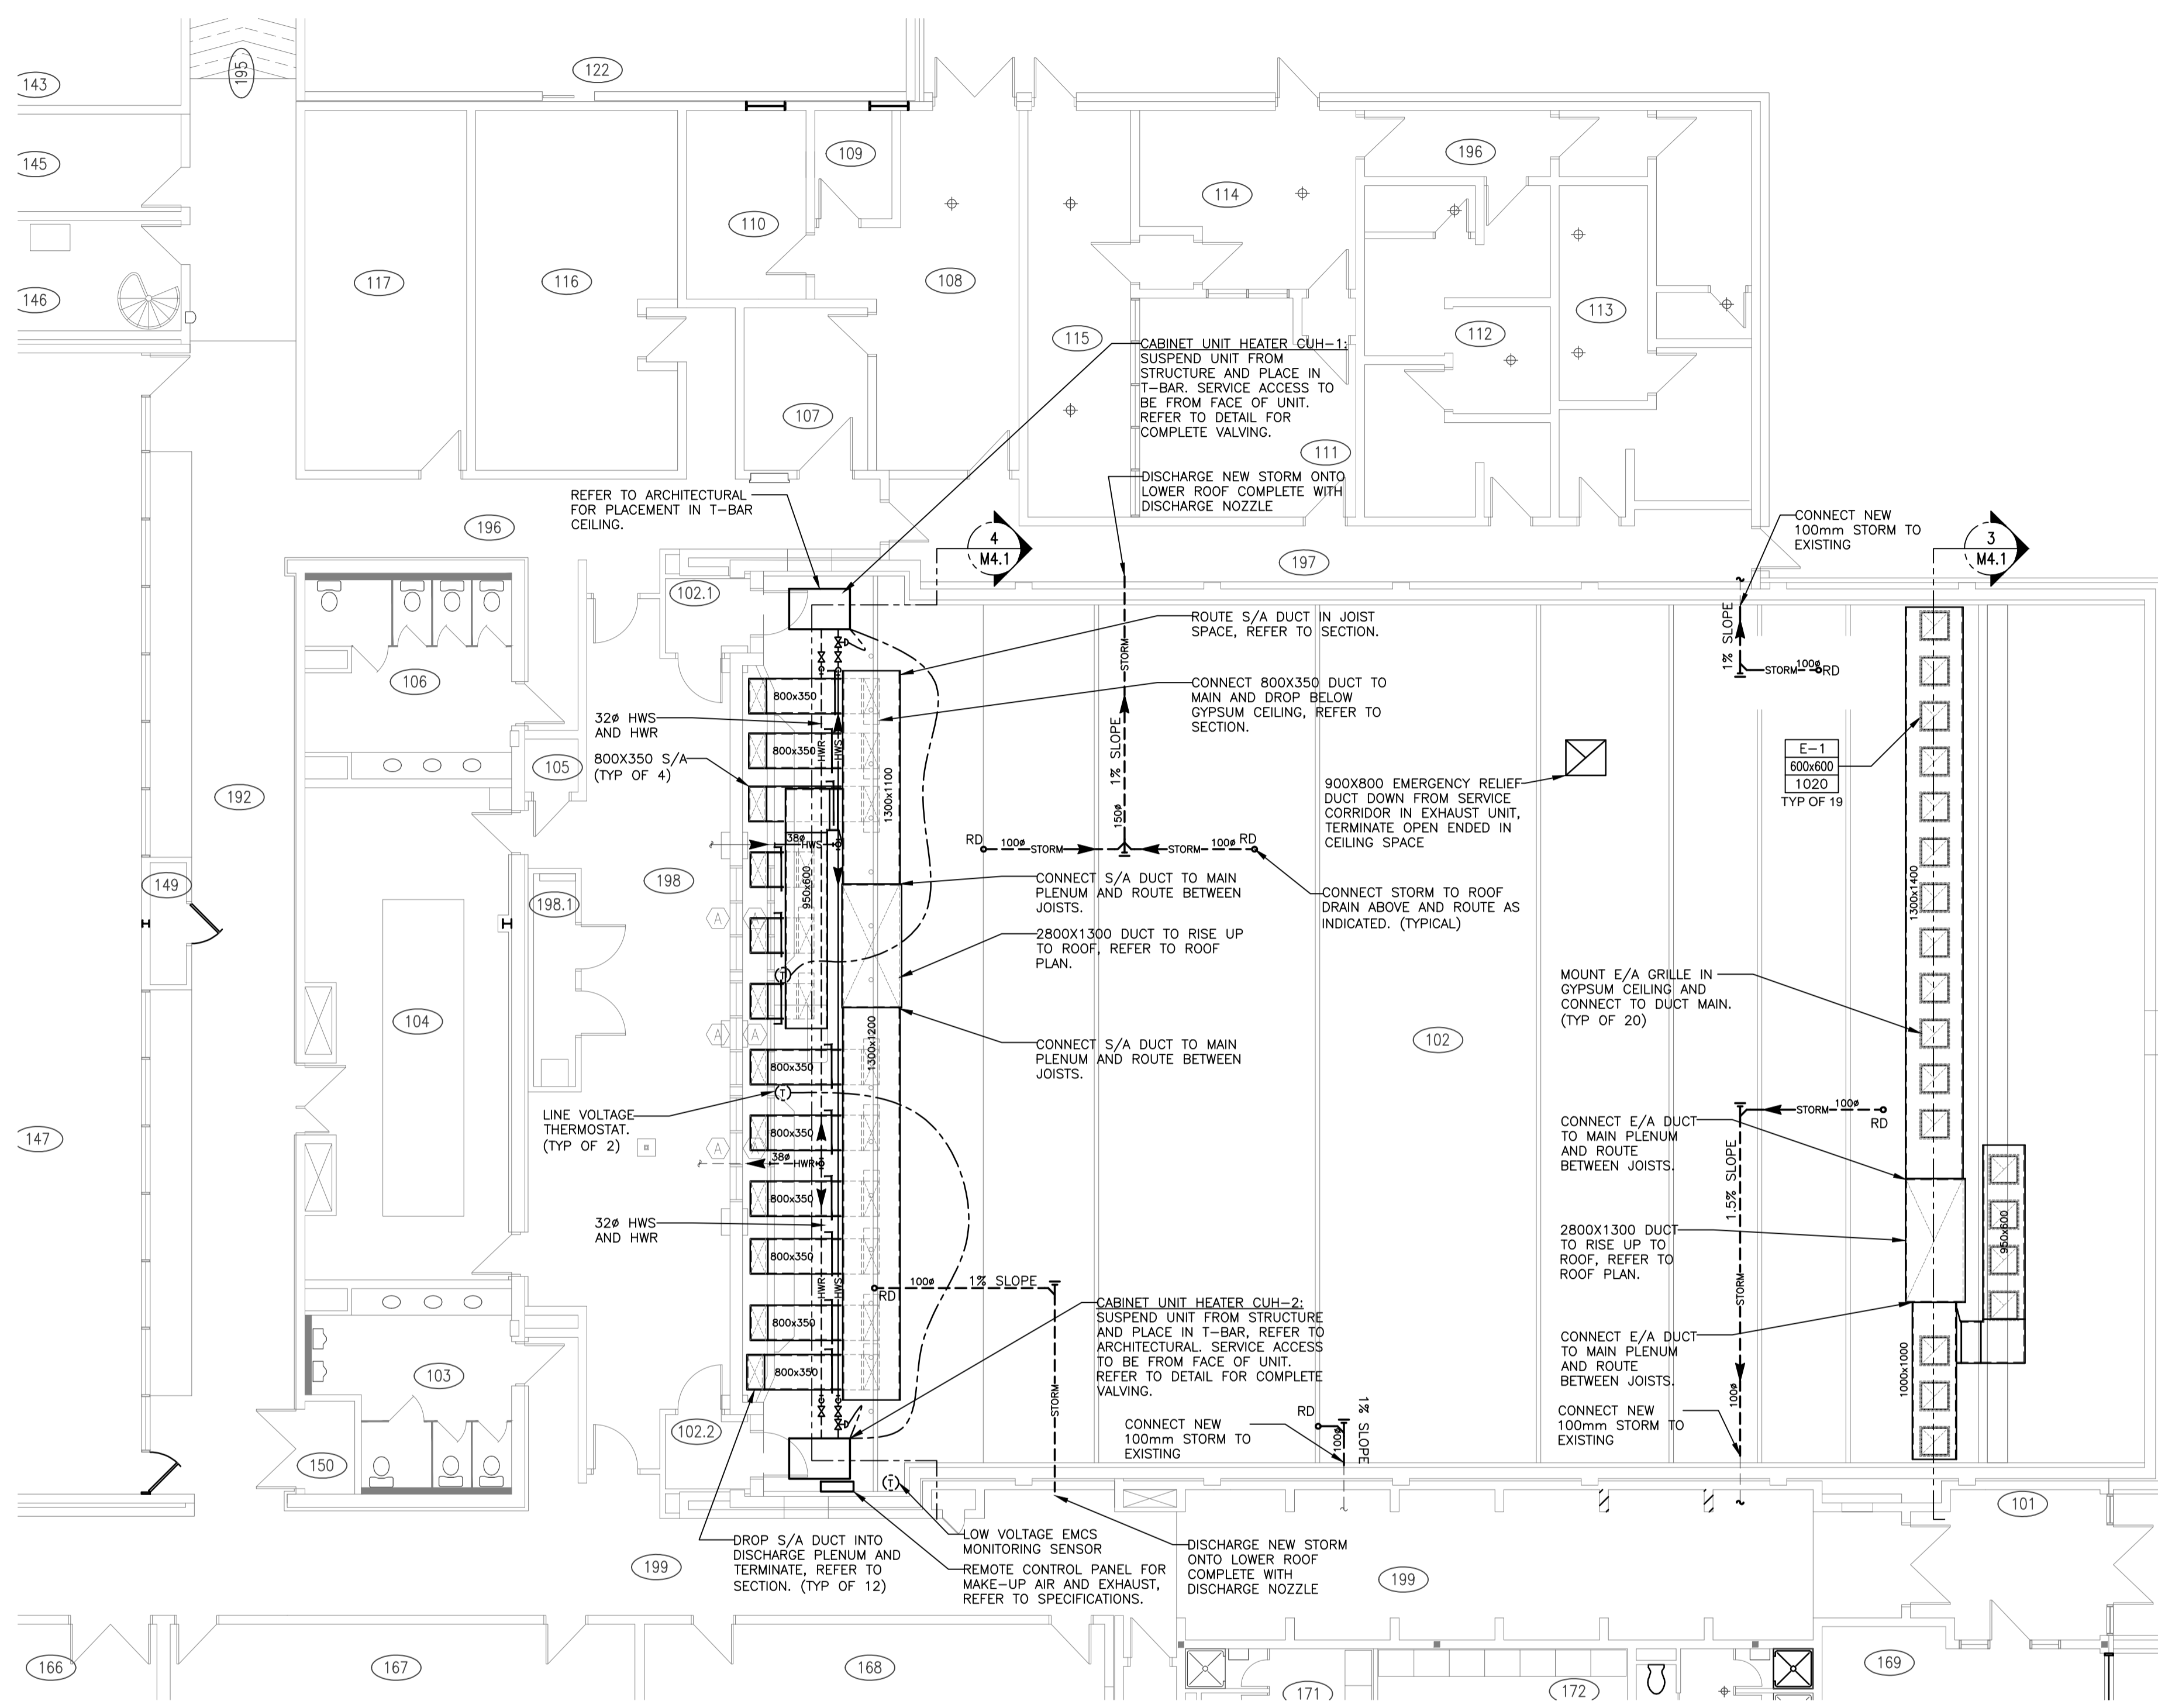 143
195
122
145
109
196
110
114
146
117
116
108
113
115
112
CABINET UNIT HEATER CUH-1:
SUSPEND UNIT FROM
STRUCTURE AND PLACE IN
T-BAR. SERVICE ACCESS TO
BE FROM FACE OF UNIT.
REFER TO DETAIL FOR
COMPLETE VALVING.
107
111
DISCHARGE NEW STORM ONTO
LOWER ROOF COMPLETE WITH
DISCHARGE NOZZLE
REFER TO ARCHITECTURAL
FOR PLACEMENT IN T-BAR
CEILING.
196
CONNECT NEW
100mm STORM TO
EXISTING
4
M4.1
3
M4.1
197
102.1
ROUTE S/A DUCT IN JOIST
SPACE, REFER TO SECTION.
1% SLOPE
STORM
100ø
RD
STORM
106
800x350
CONNECT 800X350 DUCT TO
MAIN AND DROP BELOW
GYPSUM CEILING, REFER TO
SECTION.
32ø HWS
AND HWR
800x350
HWR
HWS
800X350 S/A
(TYP OF 4)
105
192
1300x1100
1% SLOPE
150ø
900X800 EMERGENCY RELIEF
DUCT DOWN FROM SERVICE
CORRIDOR IN EXHAUST UNIT,
TERMINATE OPEN ENDED IN
CEILING SPACE
E-1
600x600
1020
TYP OF 19
38ø
HWS
RD
100ø
STORM
STORM
100ø
RD
149
198
950x600
198.1
CONNECT S/A DUCT TO MAIN
PLENUM AND ROUTE BETWEEN
JOISTS.
CONNECT STORM TO ROOF
DRAIN ABOVE AND ROUTE AS
INDICATED. (TYPICAL)
1300x1400
A
A
2800X1300 DUCT TO RISE UP
TO ROOF, REFER TO ROOF
PLAN.
T
MOUNT E/A GRILLE IN
GYPSUM CEILING AND
CONNECT TO DUCT MAIN.
(TYP OF 20)
104
A
A
1300x1200
102
CONNECT S/A DUCT TO MAIN
PLENUM AND ROUTE BETWEEN
JOISTS.
800x350
T
LINE VOLTAGE
THERMOSTAT.
(TYP OF 2)
147
800x350
A
A
38ø
HWR
STORM
100ø
RD
CONNECT E/A DUCT
TO MAIN PLENUM
AND ROUTE
BETWEEN JOISTS.
1.5% SLOPE
800x350
32ø HWS
AND HWR
800x350
HWR
HWS
2800X1300 DUCT
TO RISE UP TO
ROOF, REFER TO
ROOF PLAN.
950x600
RD
100ø
1% SLOPE
STORM
800x350
CABINET UNIT HEATER CUH-2:
SUSPEND UNIT FROM STRUCTURE
AND PLACE IN T-BAR, REFER TO
ARCHITECTURAL. SERVICE ACCESS
TO BE FROM FACE OF UNIT.
REFER TO DETAIL FOR COMPLETE
VALVING.
CONNECT E/A DUCT
TO MAIN PLENUM
AND ROUTE
BETWEEN JOISTS.
800x350
103
1000x1000
100ø
STORM
CONNECT NEW
100mm STORM TO
EXISTING
RD
100ø
1% SLOPE
CONNECT NEW
100mm STORM TO
EXISTING
102.2
150
T
101
DROP S/A DUCT INTO
DISCHARGE PLENUM AND
TERMINATE, REFER TO
SECTION. (TYP OF 12)
LOW VOLTAGE EMCS
MONITORING SENSOR
REMOTE CONTROL PANEL FOR
MAKE-UP AIR AND EXHAUST,
REFER TO SPECIFICATIONS.
DISCHARGE NEW STORM
ONTO LOWER ROOF
COMPLETE WITH
DISCHARGE NOZZLE
199
199
166
167
168
169
171
172